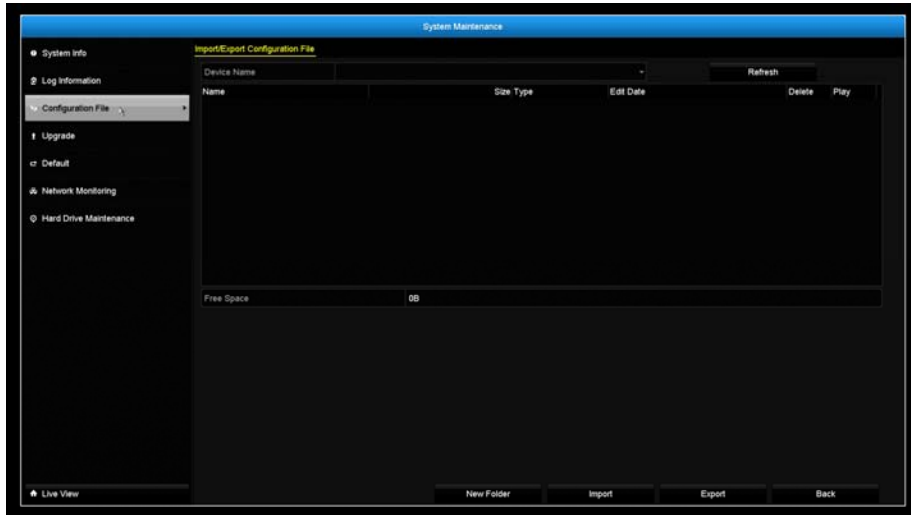 System Maintenance
System Info
Log Information
Configuration File
Upgrade
Default
Network Monitoring
Hard Drive Maintenance
Live View
Import/Export Configuration File
Device Name
Refresh
Name Size Type Edit Date Delete Play
Free Space 0B
New Folder Import Export Back